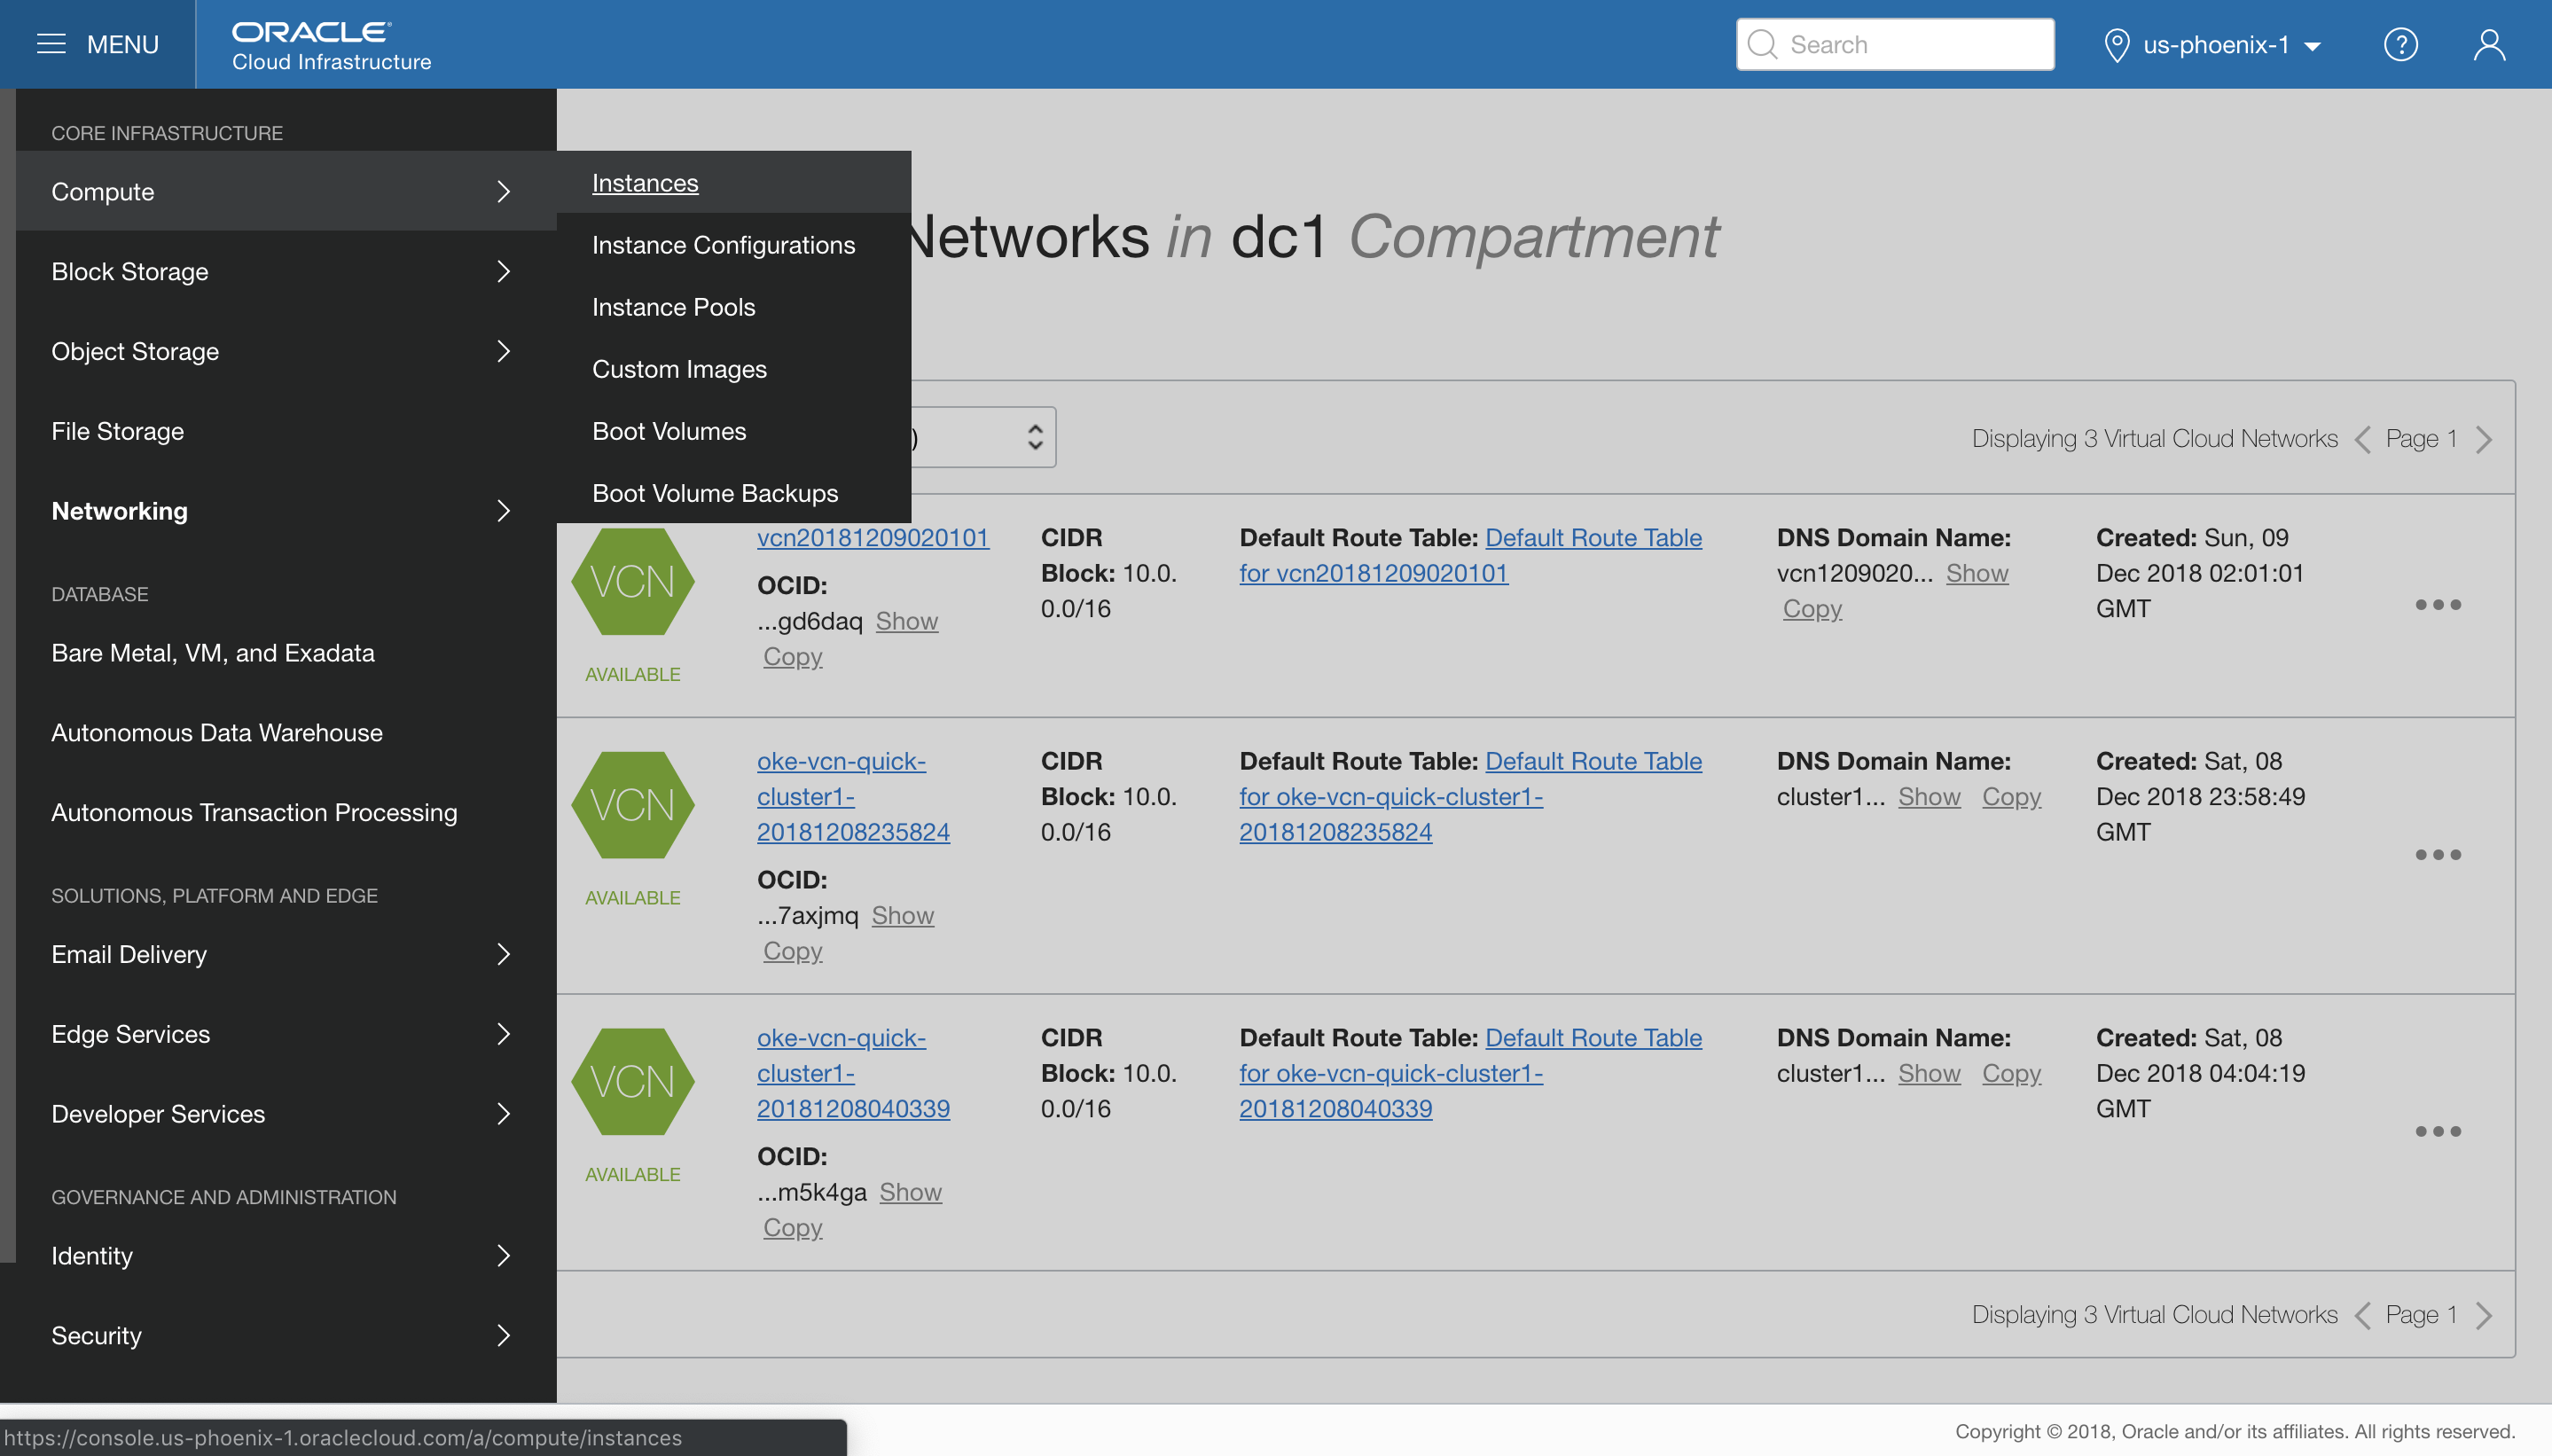 MENU
ORACLE
Cloud Infrastructure
Search
us-phoenix-1
?
CORE INFRASTRUCTURE
Compute
Block Storage
Object Storage
File Storage
Networking
DATABASE
Bare Metal, VM, and Exadata
Autonomous Data Warehouse
Autonomous Transaction Processing
SOLUTIONS, PLATFORM AND EDGE
Email Delivery
Edge Services
Developer Services
GOVERNANCE AND ADMINISTRATION
Identity
Security
Instances
Instance Configurations
Instance Pools
Custom Images
Boot Volumes
Boot Volume Backups
Networks in dc1 Compartment
)
Displaying 3 Virtual Cloud Networks Page 1
VCN
AVAILABLE
vcn20181209020101
OCID:
...gd6daq Show
Copy
CIDR
Block: 10.0.
0.0/16
Default Route Table: Default Route Table
for vcn20181209020101
DNS Domain Name:
vcn1209020... Show
Copy
Created: Sun, 09
Dec 2018 02:01:01
GMT
VCN
AVAILABLE
oke-vcn-quick-
cluster1-
20181208235824
OCID:
...7axjmq Show
Copy
CIDR
Block: 10.0.
0.0/16
Default Route Table: Default Route Table
for oke-vcn-quick-cluster1-
20181208235824
DNS Domain Name:
cluster1... Show Copy
Created: Sat, 08
Dec 2018 23:58:49
GMT
VCN
AVAILABLE
oke-vcn-quick-
cluster1-
20181208040339
OCID:
...m5k4ga Show
Copy
CIDR
Block: 10.0.
0.0/16
Default Route Table: Default Route Table
for oke-vcn-quick-cluster1-
20181208040339
DNS Domain Name:
cluster1... Show Copy
Created: Sat, 08
Dec 2018 04:04:19
GMT
Displaying 3 Virtual Cloud Networks Page 1
https://console.us-phoenix-1.oraclecloud.com/a/compute/instances
Copyright © 2018, Oracle and/or its affiliates. All rights reserved.